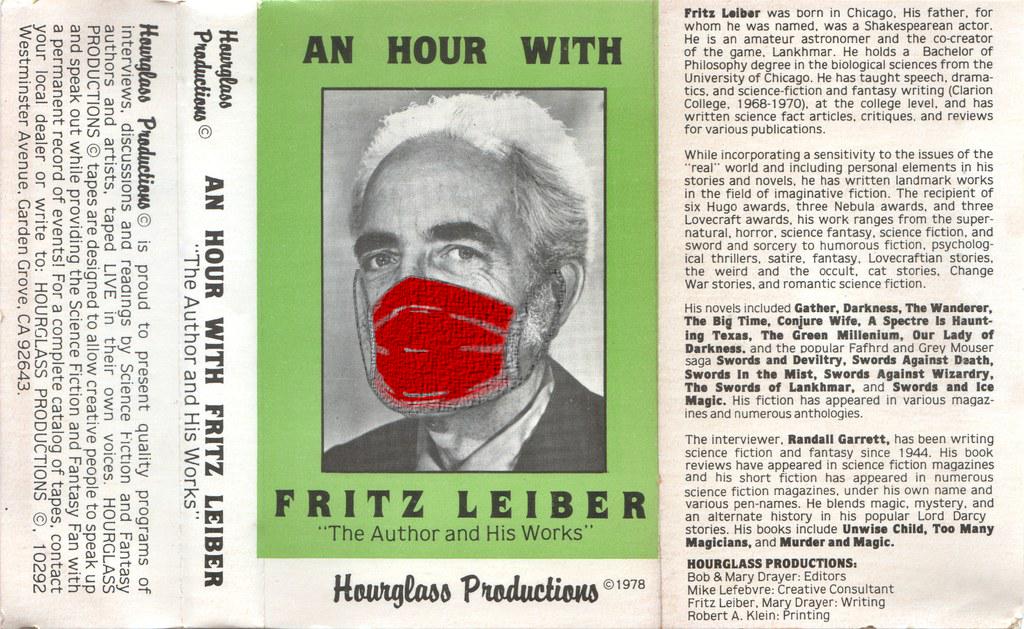 Hourglass Productions © is proud to present quality programs of
interviews, discussions and readings by Science Fiction and Fantasy
authors and artists, taped LIVE in their own voices. HOURGLASS
PRODUCTIONS © tapes are designed to allow creative people to speak up
and speak out while providing the Science Fiction and Fantasy Fan with
a permanent record of events! For a complete catalog of tapes, contact
your local dealer or write to: HOURGLASS PRODUCTIONS ©, 10292
Westminster Avenue, Garden Grove, CA 92643.
Hourglass
Productions ©
AN HOUR WITH FRITZ LEIBER
"The Author and His Works"
AN HOUR WITH
FRITZ LEIBER
"The Author and His Works"
Hourglass Productions ©1978
Fritz Leiber was born in Chicago, His father, for
whom he was named, was a Shakespearean actor.
He is an amateur astronomer and the co-creator
of the game, Lankhmar. He holds a Bachelor of
Philosophy degree in the biological sciences from the
University of Chicago. He has taught speech, drama-
tics, and science-fiction and fantasy writing (Clarion
College, 1968-1970), at the college level, and has
written science fact articles, critiques, and reviews
for various publications.
While incorporating a sensitivity to the issues of the
"real" world and including personal elements in his
stories and novels, he has written landmark works
in the field of imaginative fiction. The recipient of
six Hugo awards, three Nebula awards, and three
Lovecraft awards, his work ranges from the super-
natural, horror, science fantasy, science fiction, and
sword and sorcery to humorous fiction, psycholog-
ical thrillers, satire, fantasy, Lovecraftian stories,
the weird and the occult, cat stories, Change
War stories, and romantic science fiction.
His novels included Gather, Darkness, The Wanderer,
The Big Time, Conjure Wife, A Spectre Is Haunt-
ing Texas, The Green Millenium, Our Lady of
Darkness, and the popular Fafhrd and Grey Mouser
saga Swords and Deviltry, Swords Against Death,
Swords In the Mist, Swords Against Wizardry,
The Swords of Lankhmar, and Swords and Ice
Magic. His fiction has appeared in various magaz-
ines and numerous anthologies.
The interviewer, Randall Garrett, has been writing
science fiction and fantasy since 1944. His book
reviews have appeared in science fiction magazines
and his short fiction has appeared in numerous
science fiction magazines, under his own name and
various pen-names. He blends magic, mystery, and
an alternate history in his popular Lord Darcy
stories. His books include Unwise Child, Too Many
Magicians, and Murder and Magic.
HOURGLASS PRODUCTIONS:
Bob & Mary Drayer: Editors
Mike Lefebvre: Creative Consultant
Fritz Leiber, Mary Drayer: Writing
Robert A. Klein: Printing